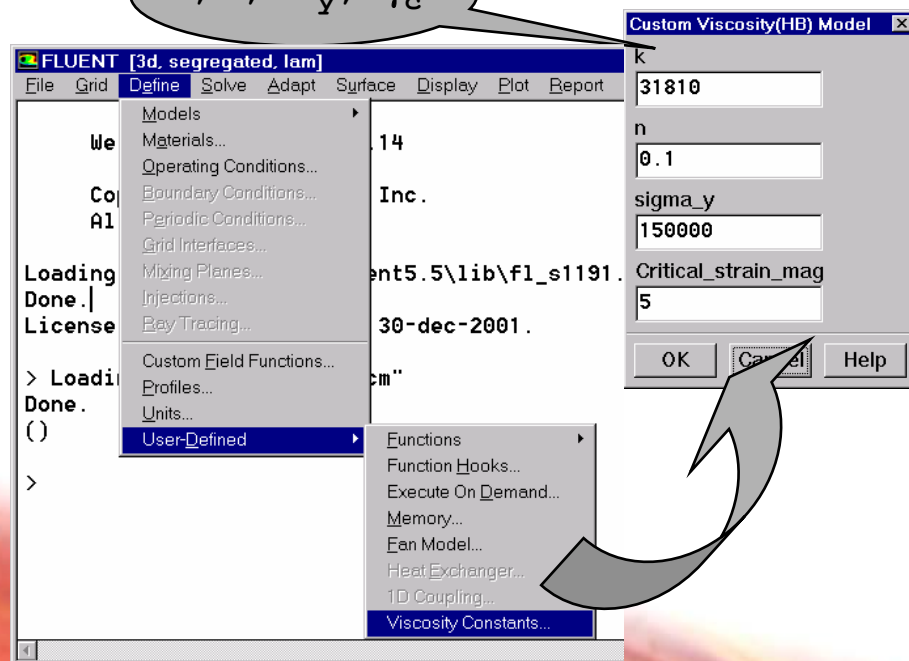 Custom Viscosity(HB) Model
k
31810
n
0.1
sigma_y
150000
Critical_strain_mag
5
OK Cancel Help
FLUENT [3d, segregated, lam]
File Grid Define Solve Adapt Surface Display Plot Report
Models
Materials...
Operating Conditions...
Boundary Conditions...
Periodic Conditions...
Grid Interfaces...
Mixing Planes...
Injections...
Ray Tracing...
Custom Field Functions...
Profiles...
Units...
User-Defined
Functions
Function Hooks...
Execute On Demand...
Memory...
Fan Model...
Heat Exchanger...
1D Coupling...
Viscosity Constants...
We .14
Inc.
Al
Loading ent5.5\lib\fl_s1191.
Done.
License 30-dec-2001.
> Loadi cm"
Done.
()
>